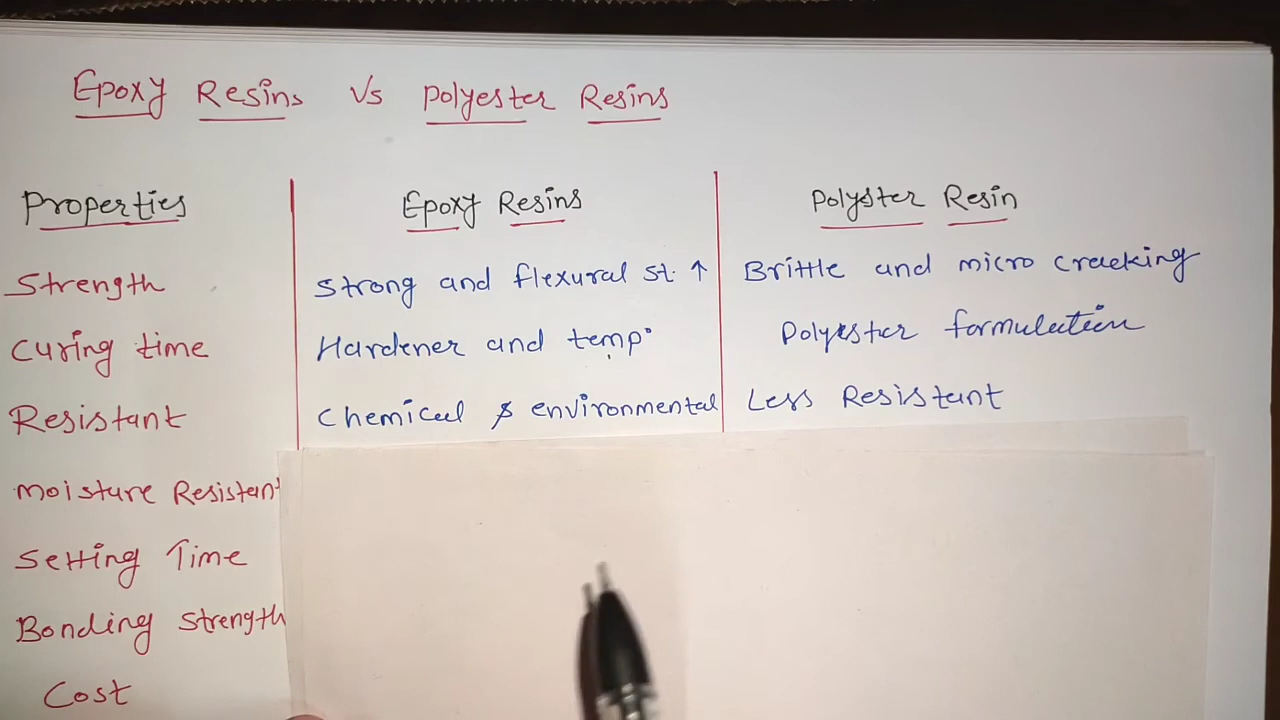 Epoxy Resins vs Polyester Resins
Properties Epoxy Resins Polyster Resin
Strength Strong and flexural st. ↑ Brittle and micro cracking
Curing time Hardener and temp. Polyester formulation
Resistant Chemical & environmental Less Resistant
Moisture Resistant
Setting Time
Bonding Strength
Cost